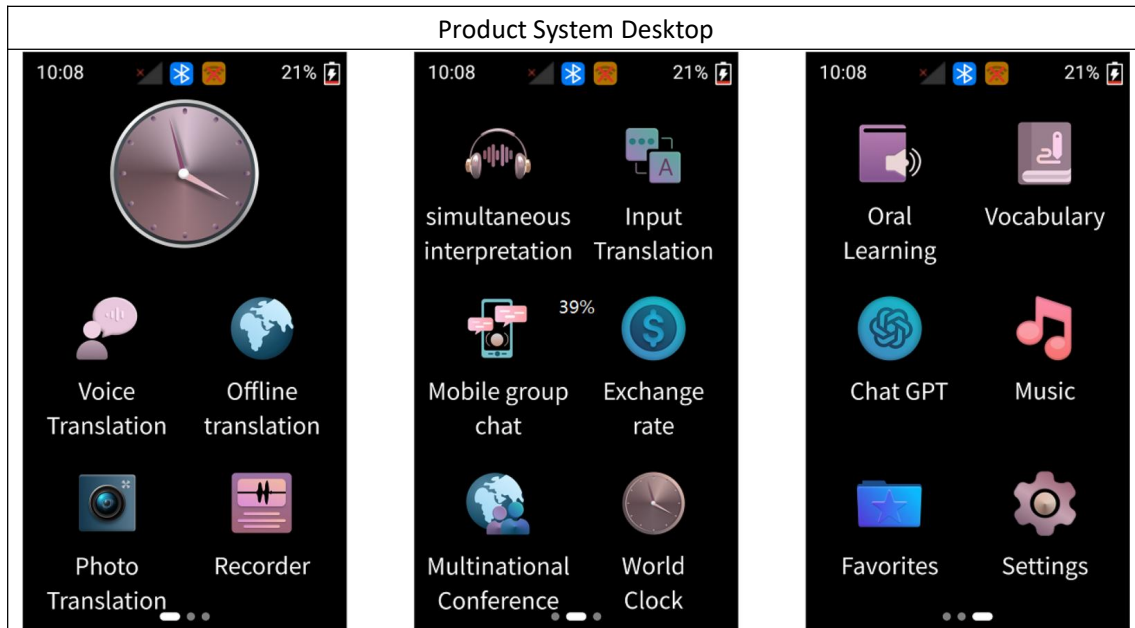 Product System Desktop
10:08 21%
Voice
Translation
Offline
translation
Photo
Translation
Recorder
10:08 21%
simultaneous
interpretation
Input
Translation
A
39%
Mobile group
chat
Exchange
rate
Multinational
Conference
World
Clock
10:08 21%
Oral
Learning
Vocabulary
Chat GPT
Music
Favorites
Settings